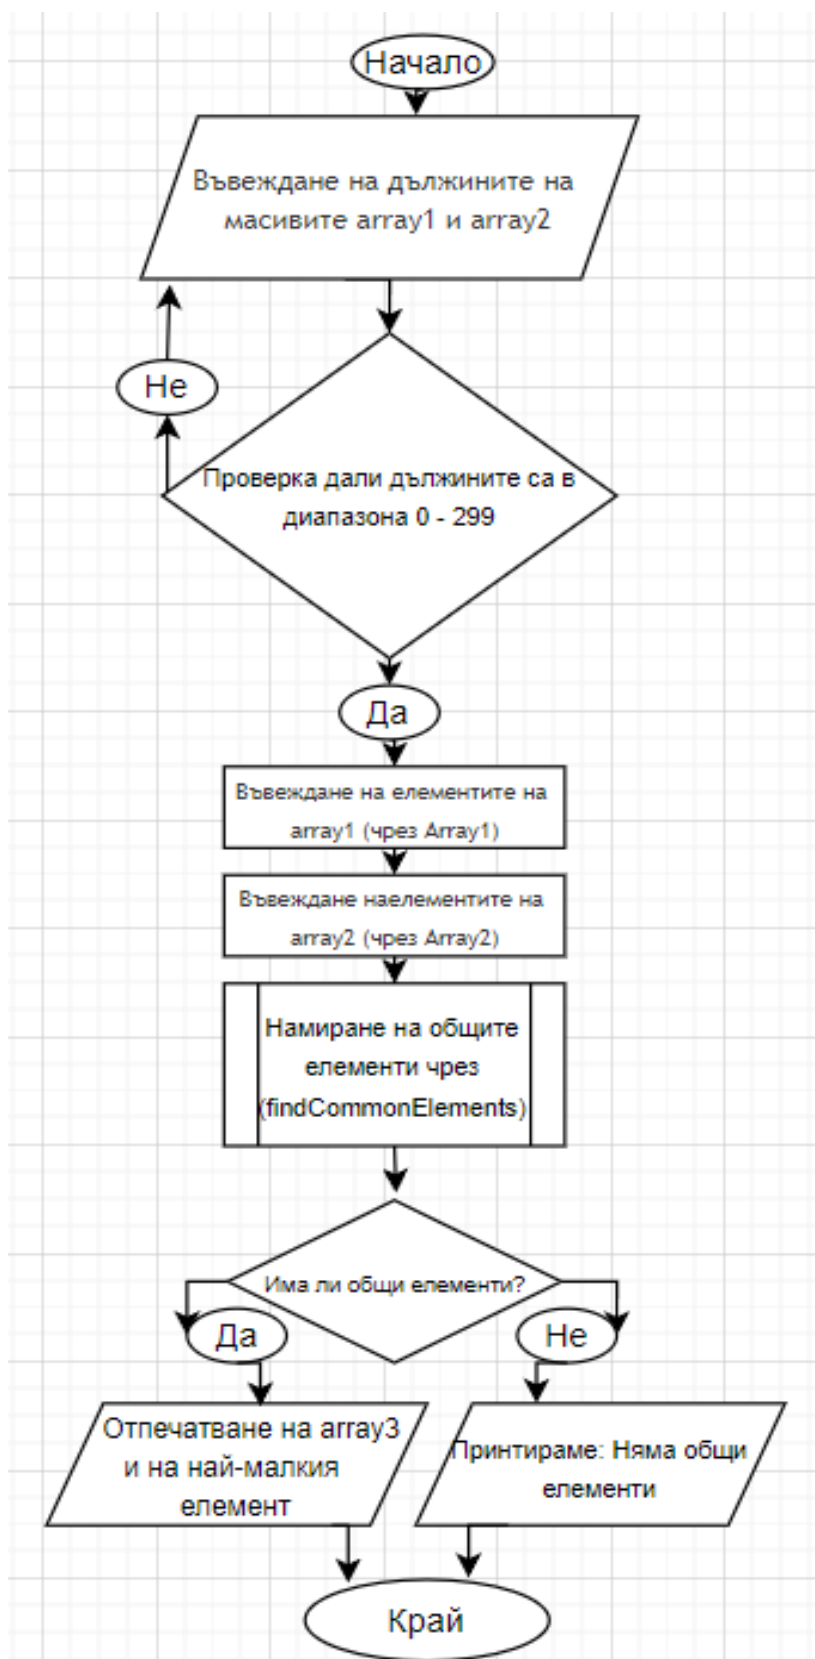 Начало
Въвеждане на дължините на
масивите array1 и array2
Не
Проверка дали дължините са в
диапазона 0 - 299
Да
Въвеждане на елементите на
array1 (чрез Array1)
Въвеждане наелементите на
array2 (чрез Array2)
Намиране на общите
елементи чрез
(findCommonElements)
Има ли общи елементи?
Да
Не
Отпечатване на array3
и на най-малкия
елемент
Принтираме: Няма общи
елементи
Край